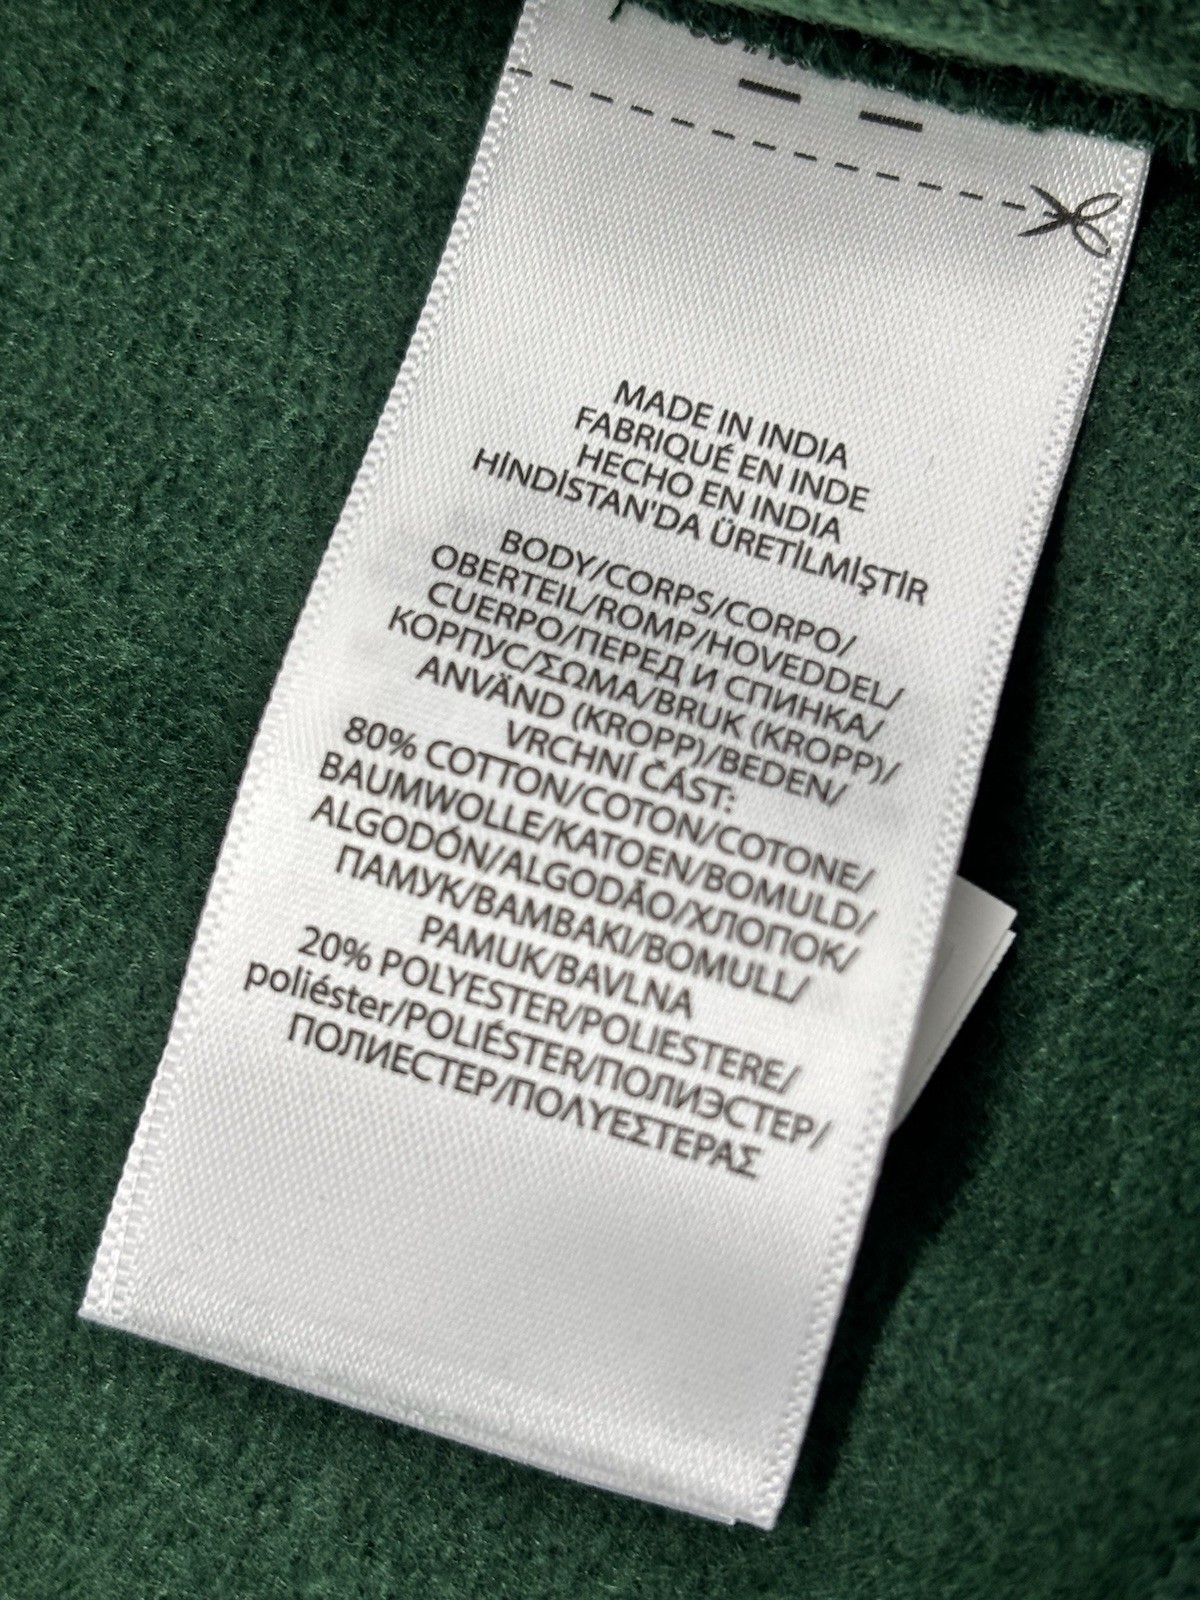 MADE IN INDIA
FABRIQUÉ EN INDE
HECHO EN INDIA
HİNDİSTAN'DA ÜRETİLMİŞTİR
BODY/CORPS/CORPO/
OBERTEIL/ROMP/HOVEDDEL/
CUERPO/ПЕРЕД И СПИНКА/
КОРПУС/ΣΩΜΑ/BRUK (KROPP)/
ANVÄND (KROPP)/BEDEN/
VRCHNÍ ČÁST:
80% COTTON/COTON/COTONE/
BAUMWOLLE/KATOEN/BOMULD/
ALGODÓN/ALGODÃO/ХЛОПОК/
ПАМУК/ΒΑΜΒΑΚΙ/BOMULL/
PAMUK/BAVLNA
20% POLYESTER/POLIESTERE/
poliéster/POLIÉSTER/ПОЛИЭСТЕР/
ПОЛИЕСТЕР/ΠΟΛΥΕΣΤΕΡΑΣ